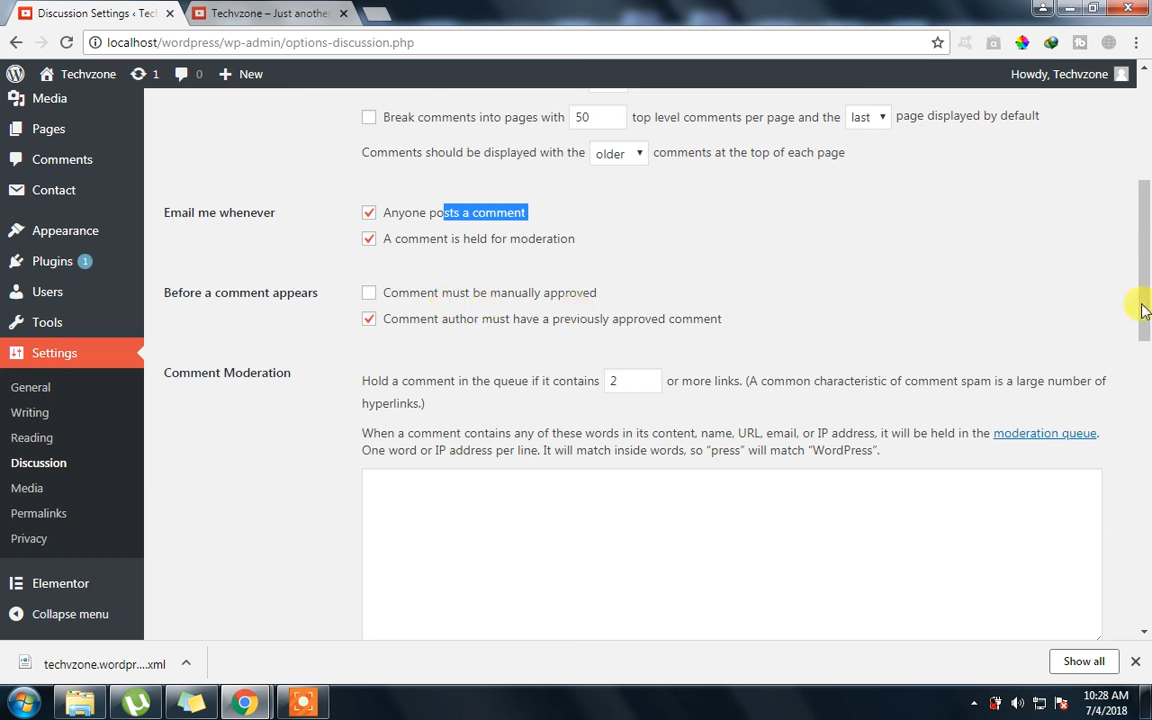 Discussion Settings ‹ Tec
Techvzone – Just another
localhost/wordpress/wp-admin/options-discussion.php
Techvzone
1
0
New
Howdy, Techvzone
Media
Pages
Comments
Contact
Appearance
Plugins 1
Users
Tools
Settings
General
Writing
Reading
Discussion
Media
Permalinks
Privacy
Elementor
Collapse menu
Break comments into pages with 50 top level comments per page and the last page displayed by default
Comments should be displayed with the older comments at the top of each page
Email me whenever
Anyone posts a comment
A comment is held for moderation
Before a comment appears
Comment must be manually approved
Comment author must have a previously approved comment
Comment Moderation
Hold a comment in the queue if it contains 2 or more links. (A common characteristic of comment spam is a large number of
hyperlinks.)
When a comment contains any of these words in its content, name, URL, email, or IP address, it will be held in the moderation queue.
One word or IP address per line. It will match inside words, so “press” will match “WordPress”.
techvzone.wordpr....xml
Show all
10:28 AM
7/4/2018